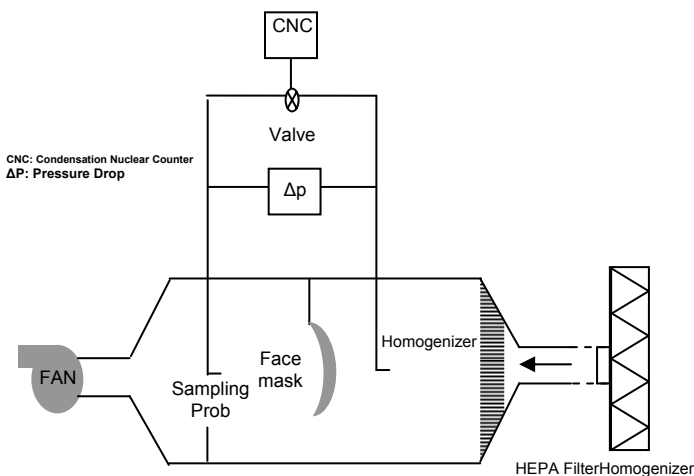 CNC
Valve
CNC: Condensation Nuclear Counter
ΔP: Pressure Drop
Δp
Homogenizer
Face
mask
FAN
Sampling
Prob
HEPA FilterHomogenizer